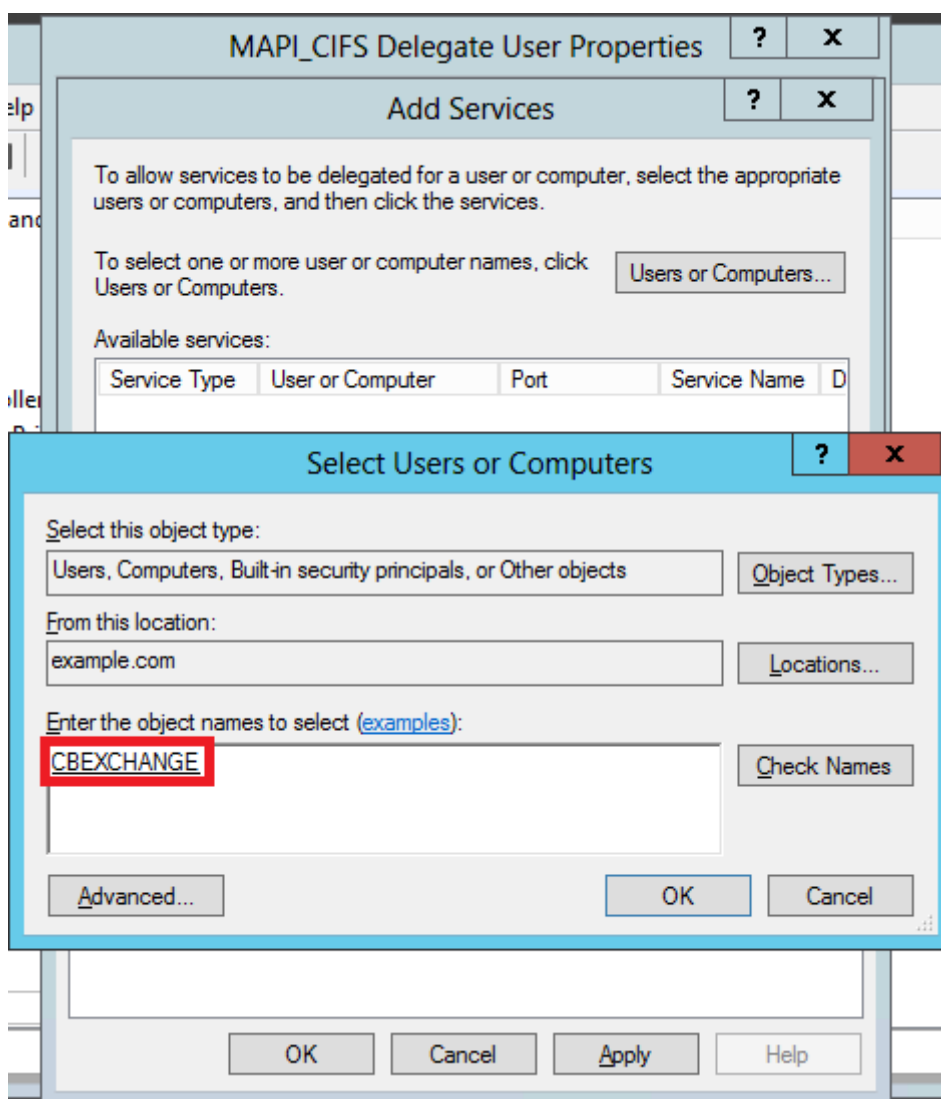 MAPI_CIFS Delegate User Properties
? x
Add Services
? x
elp
To allow services to be delegated for a user or computer, select the appropriate
users or computers, and then click the services.
To select one or more user or computer names, click
Users or Computers.
Users or Computers...
Available services:
Service Type User or Computer Port Service Name D
Select Users or Computers
? x
Select this object type:
Users, Computers, Built-in security principals, or Other objects
Object Types...
From this location:
example.com
Locations...
Enter the object names to select (examples):
CBEXCHANGE
Check Names
Advanced...
OK
Cancel
OK
Cancel
Apply
Help